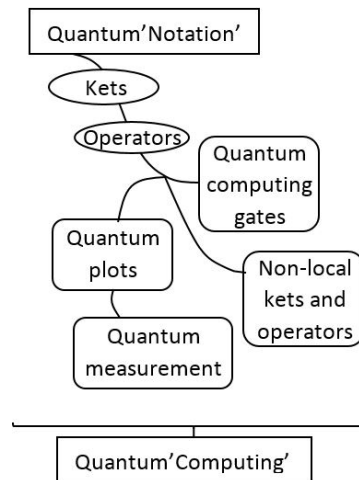 Quantum’Notation’
Kets
Operators
Quantum
computing
gates
Quantum
plots
Non-local
kets and
operators
Quantum
measurement
Quantum’Computing’